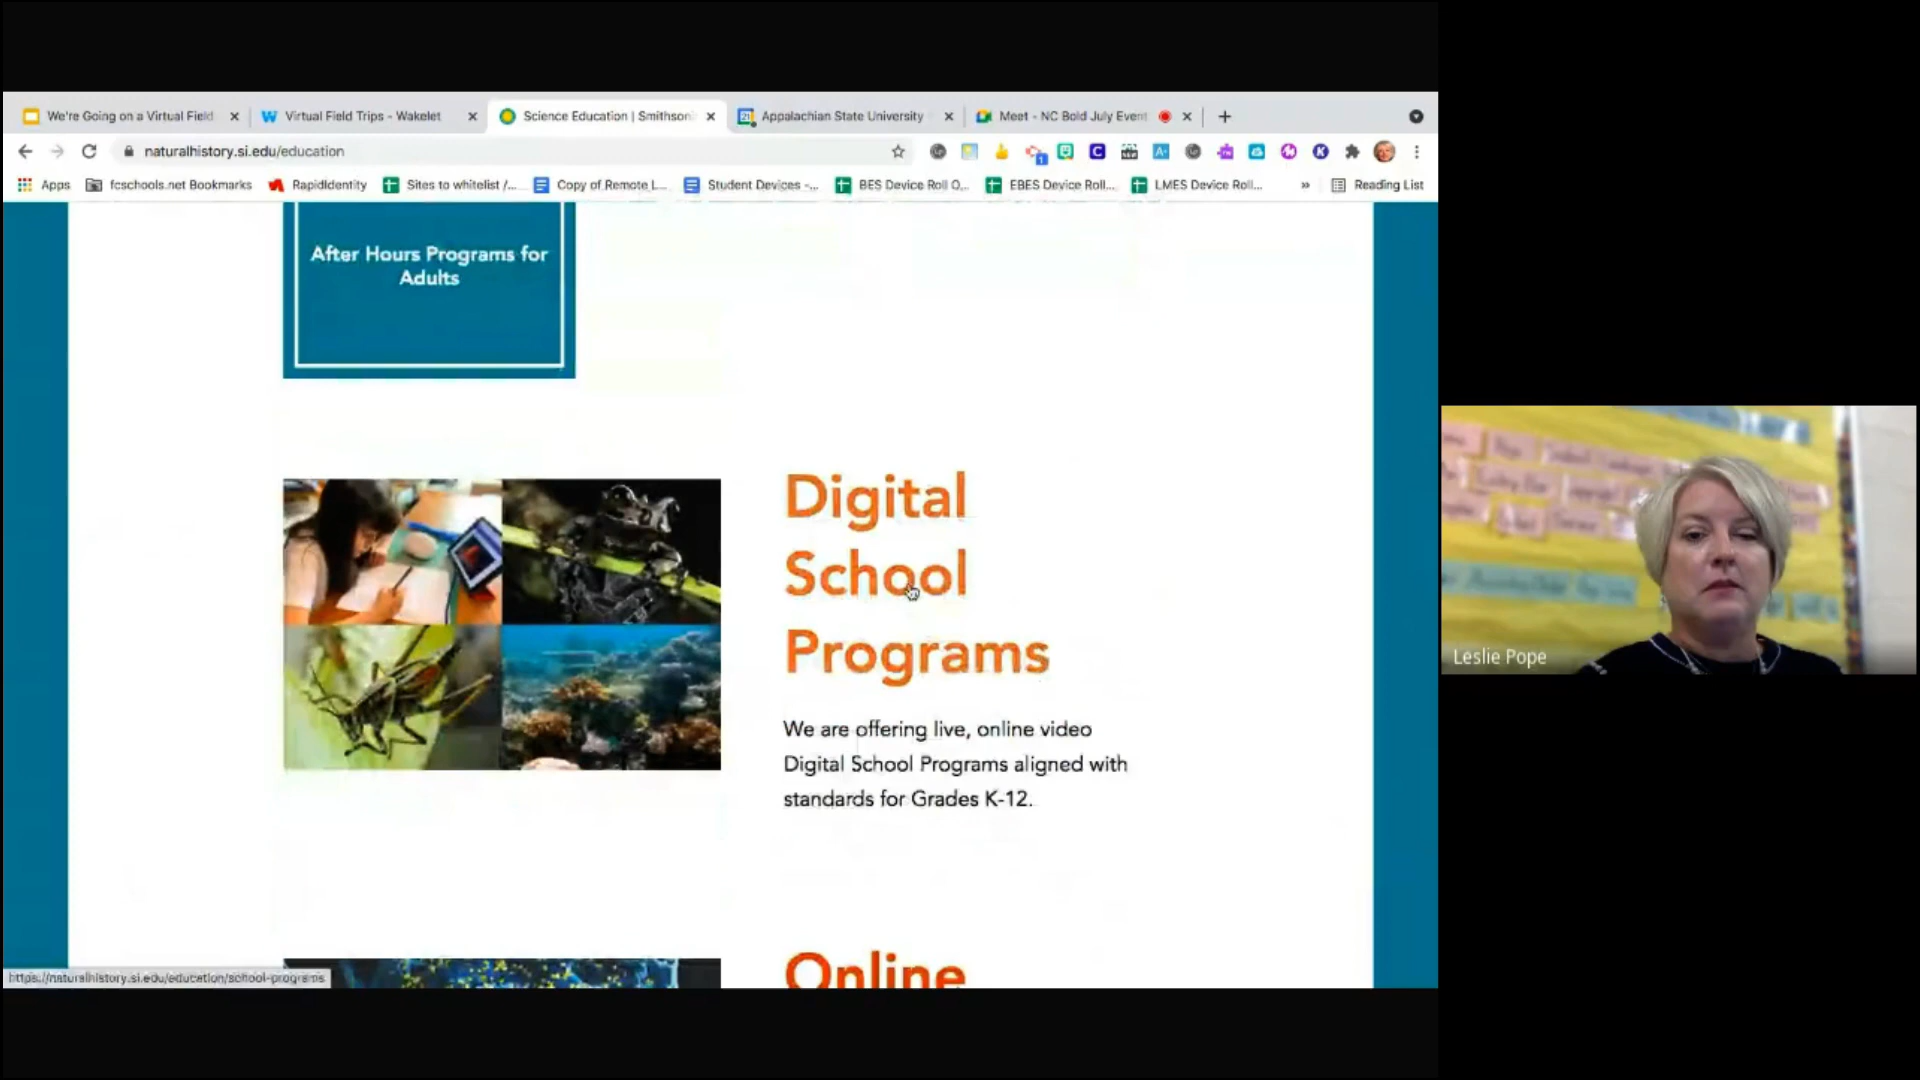 We're Going on a Virtual Field
Virtual Field Trips - Wakelet
Science Education | Smithson
Appalachian State University
Meet - NC Bold July Event
naturalhistory.si.edu/education
Apps
fcschools.net Bookmarks
RapidIdentity
Sites to whitelist /...
Copy of Remote L...
Student Devices -...
BES Device Roll O...
EBES Device Roll...
LMES Device Roll...
»
Reading List
After Hours Programs for
Adults
Digital
School
Programs
We are offering live, online video
Digital School Programs aligned with
standards for Grades K-12.
Online
https://naturalhistory.si.edu/education/school-programs
Leslie Pope